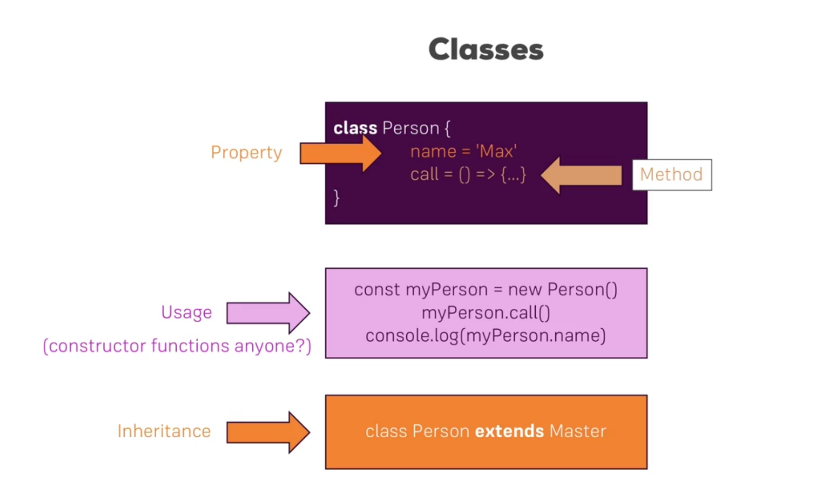 Classes
class Person {
Property
name = 'Max'
call = () => {...}
Method
}
const myPerson = new Person()
Usage
myPerson.call()
console.log(myPerson.name)
(constructor functions anyone?)
Inheritance
class Person extends Master